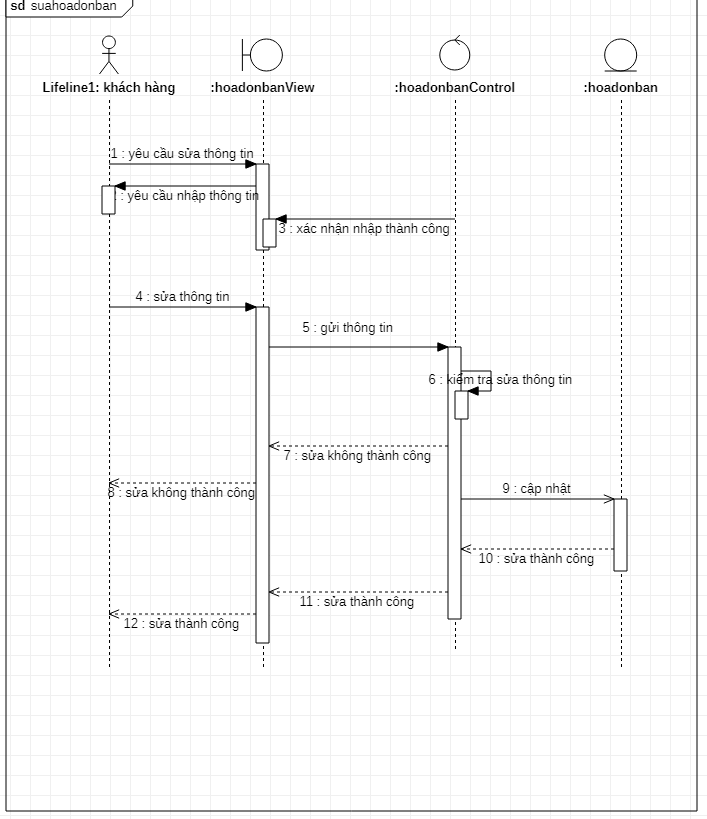 sd suahoadonban
Lifeline1: khách hàng
:hoadonbanView
:hoadonbanControl
:hoadonban
1 : yêu cầu sửa thông tin
: yêu cầu nhập thông tin
3 : xác nhận nhập thành công
4 : sửa thông tin
5 : gửi thông tin
6 : kiểm tra sửa thông tin
7 : sửa không thành công
8 : sửa không thành công
9 : cập nhật
10 : sửa thành công
11 : sửa thành công
12 : sửa thành công